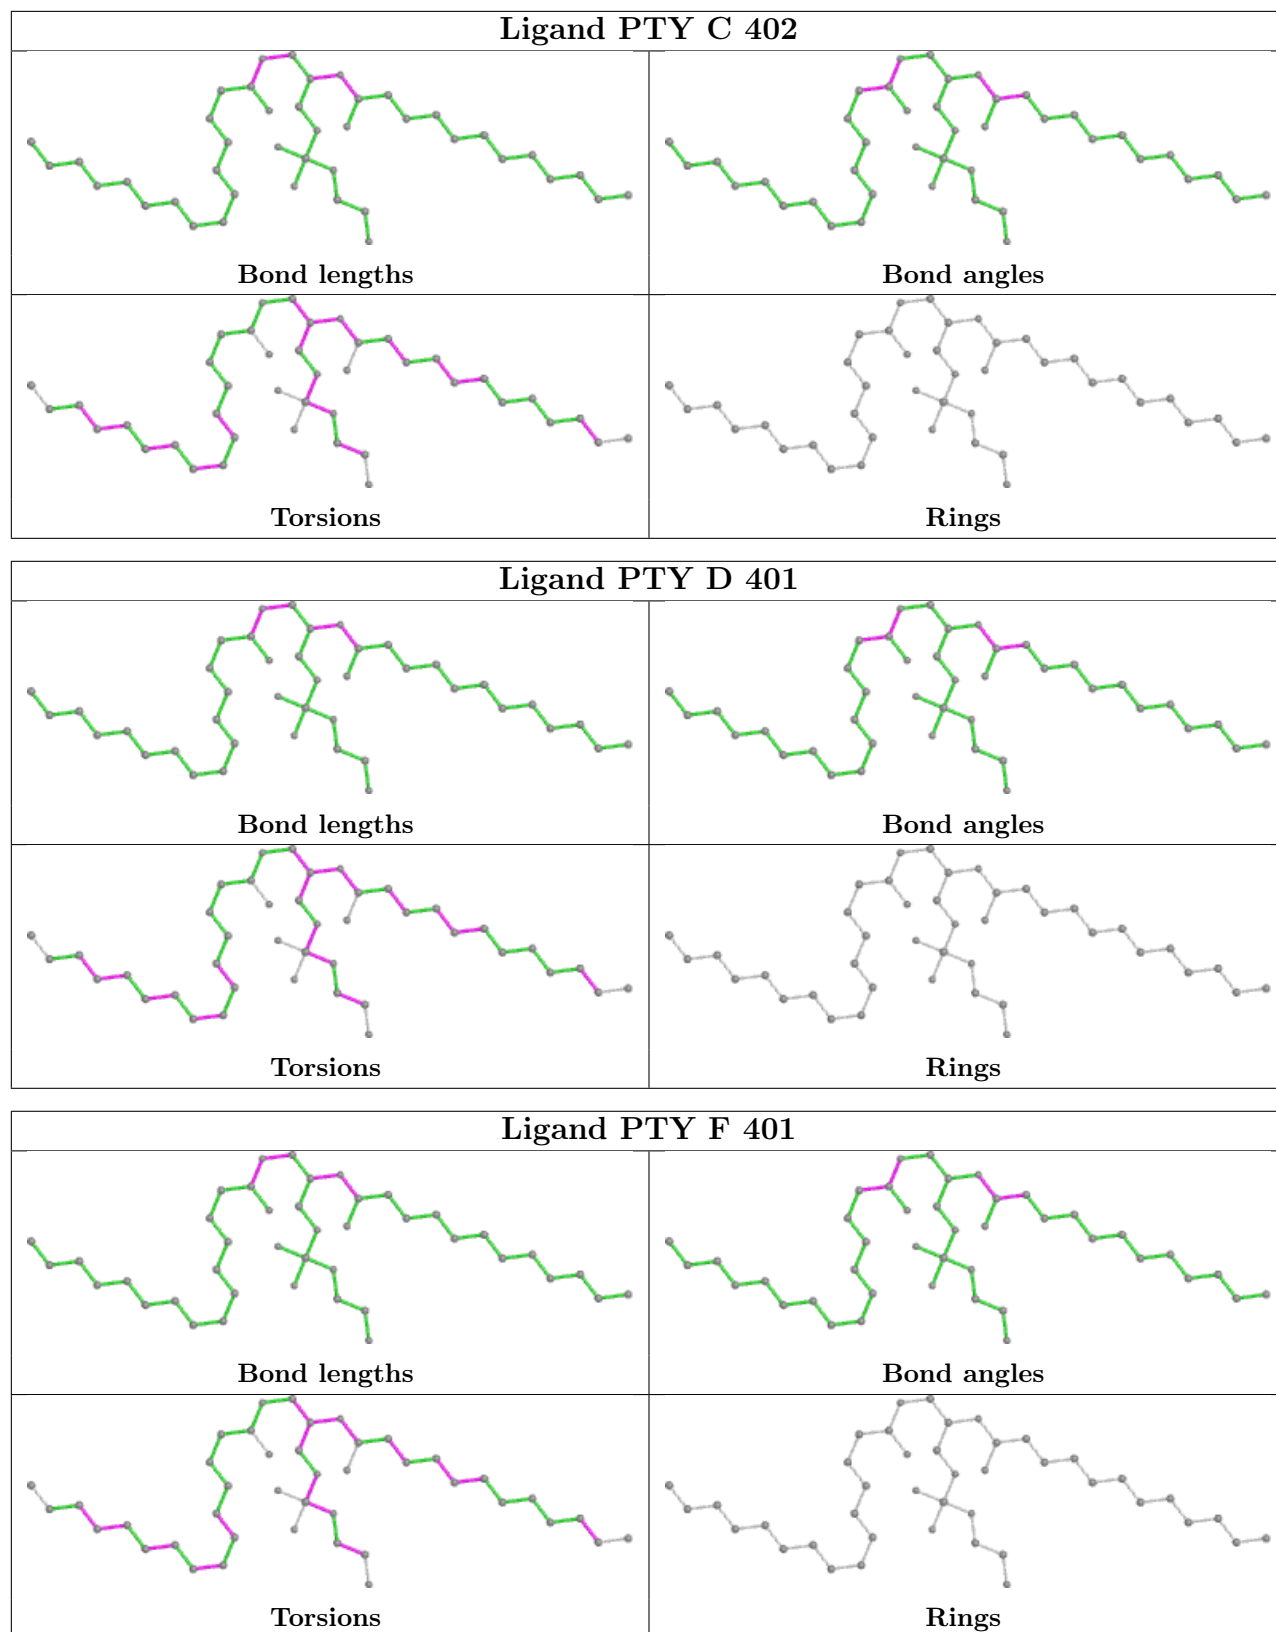 Ligand PTY C 402
Bond lengths
Bond angles
Torsions
Rings
Ligand PTY D 401
Bond lengths
Bond angles
Torsions
Rings
Ligand PTY F 401
Bond lengths
Bond angles
Torsions
Rings